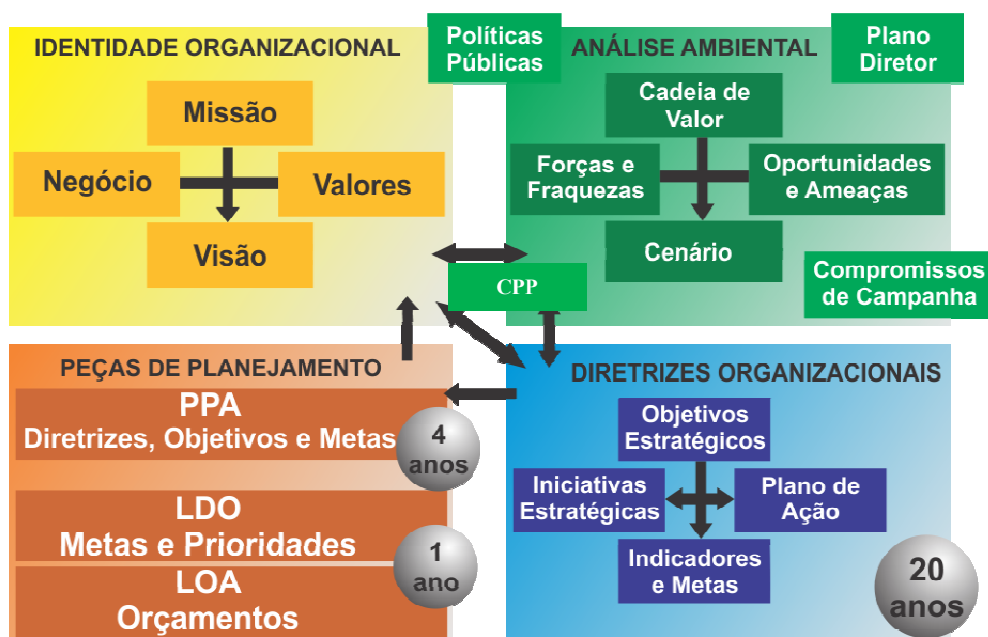 IDENTIDADE ORGANIZACIONAL
Missão
Negócio
Valores
Visão
Políticas
Públicas
ANÁLISE AMBIENTAL
Plano
Diretor
Cadeia de
Valor
Forças e
Fraquezas
Oportunidades
e Ameaças
Cenário
Compromissos
de Campanha
CPP
PEÇAS DE PLANEJAMENTO
PPA
Diretrizes, Objetivos e Metas
4
anos
LDO
Metas e Prioridades
1
ano
LOA
Orçamentos
DIRETRIZES ORGANIZACIONAIS
Objetivos
Estratégicos
Iniciativas
Estratégicas
Plano de
Ação
Indicadores
e Metas
20
anos